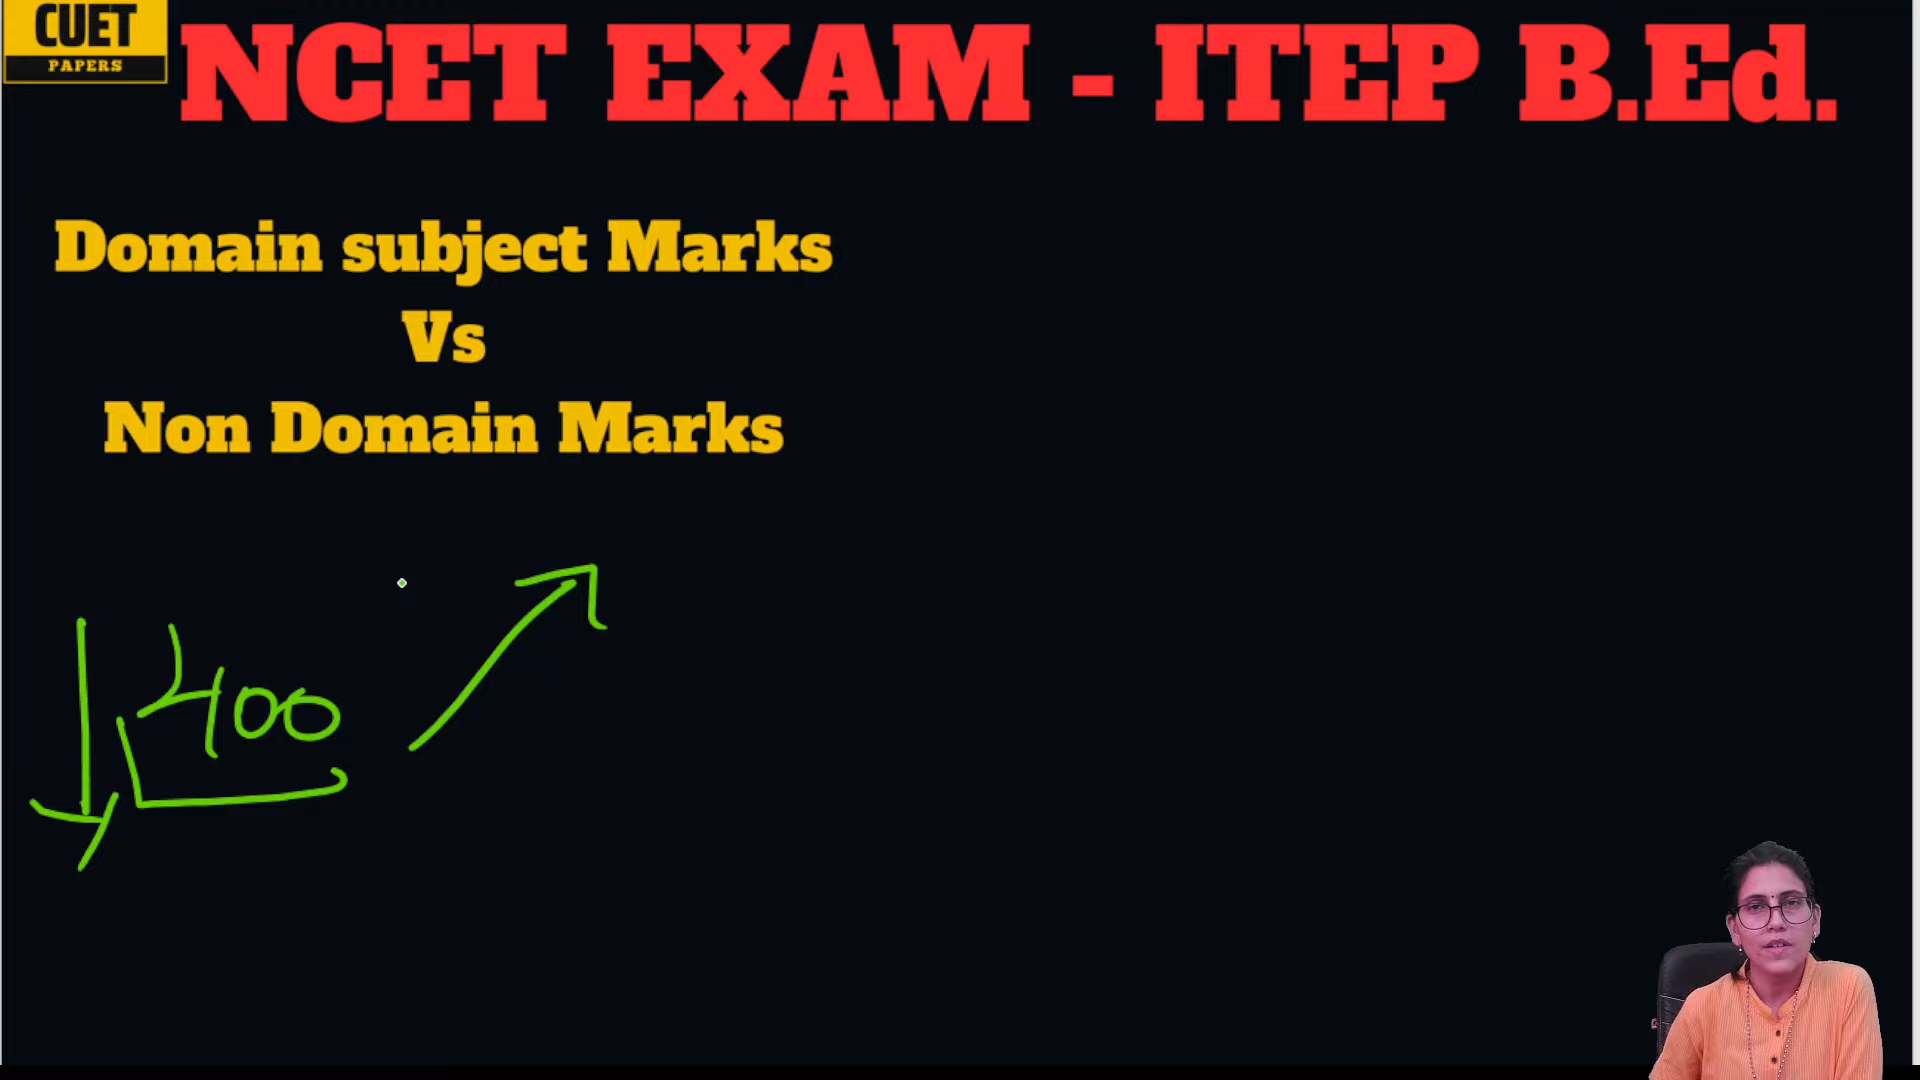 CUET
PAPERS
NCET EXAM - ITEP B.Ed.
Domain subject Marks
Vs
Non Domain Marks
400